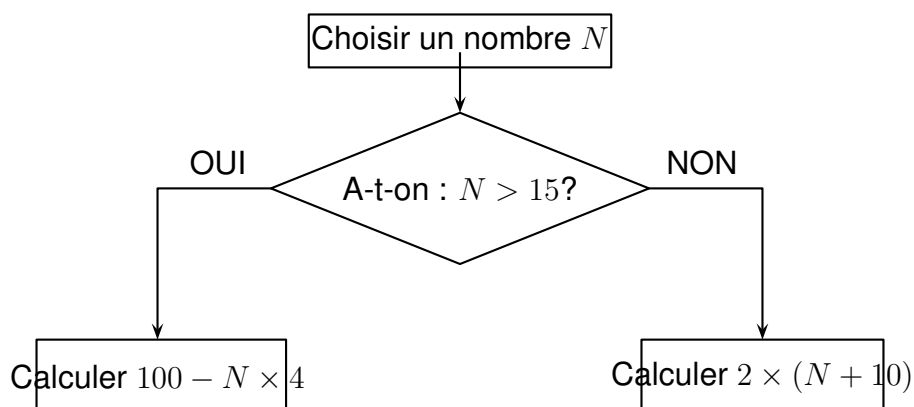 Choisir un nombre N
OUI
NON
A-t-on : N > 15?
Calculer 100 − N × 4
Calculer 2 × (N + 10)